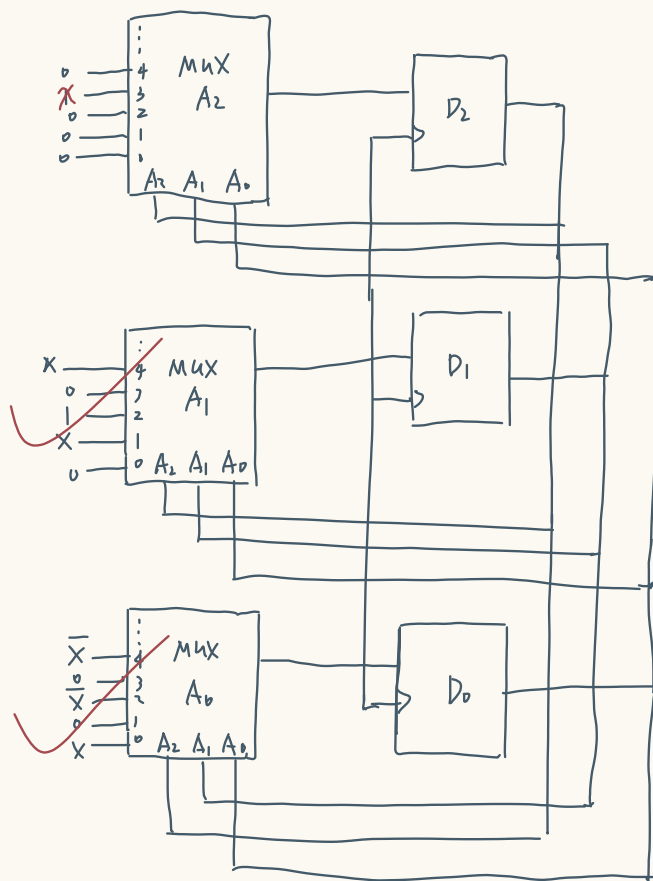 MUX
0 4
3
A2 D2
0 2
0 1
0 0
A2 A1 A0
MUX D1
X 4
0 3
A1
1 2
X 1
0 0
A2 A1 A0
MUX
X̅ 4
0 3
A0 D0
X̅ 2
0 1
X 0
A2 A1 A0